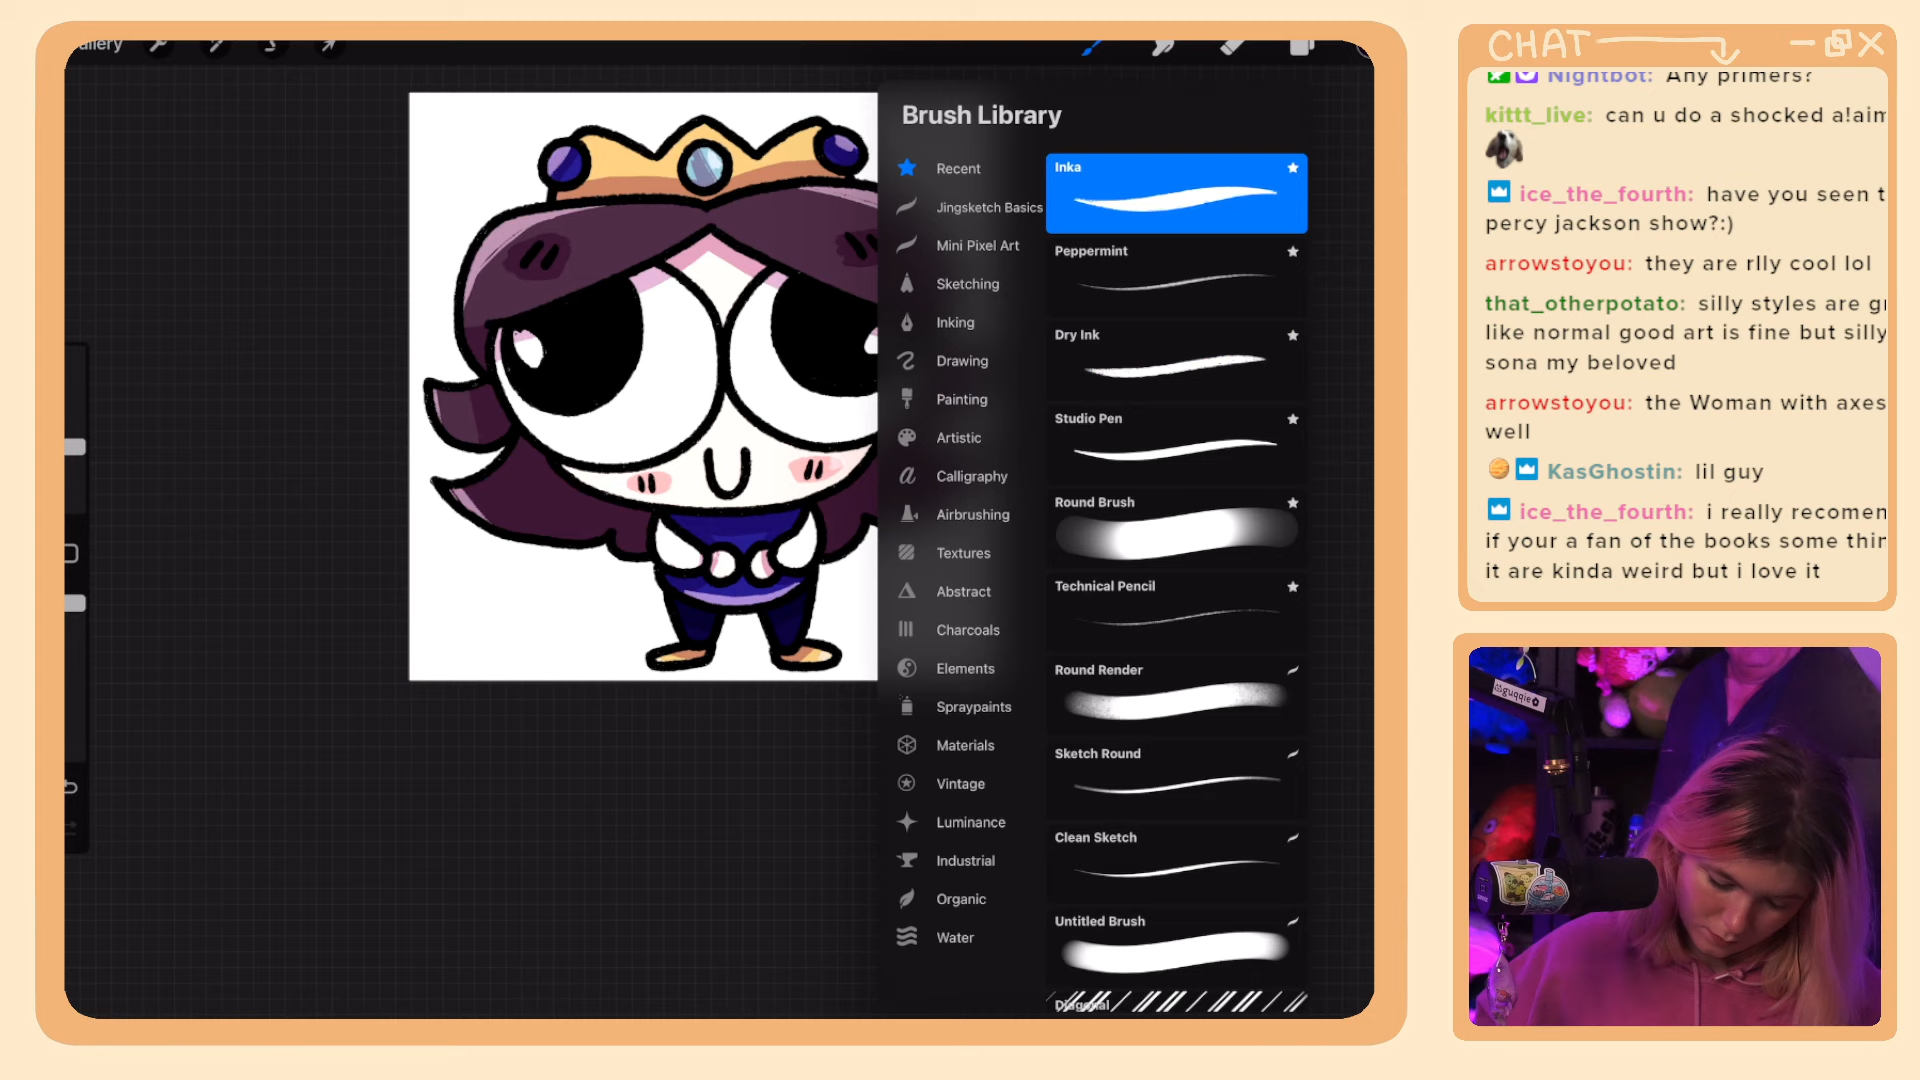 allery
Brush Library
Recent
Jingsketch Basics
Mini Pixel Art
Sketching
Inking
Drawing
Painting
Artistic
Calligraphy
Airbrushing
Textures
Abstract
Charcoals
Elements
Spraypaints
Materials
Vintage
Luminance
Industrial
Organic
Water
Inka
Peppermint
Dry Ink
Studio Pen
Round Brush
Technical Pencil
Round Render
Sketch Round
Clean Sketch
Untitled Brush
Diagonal
CHAT
Nightbot: Any primers?
kittt_live: can u do a shocked a!aim
ice_the_fourth: have you seen t
percy jackson show?:)
arrowstoyou: they are rlly cool lol
that_otherpotato: silly styles are gr
like normal good art is fine but silly
sona my beloved
arrowstoyou: the Woman with axes
well
KasGhostin: lil guy
ice_the_fourth: i really recomen
if your a fan of the books some thin
it are kinda weird but i love it
guqqie